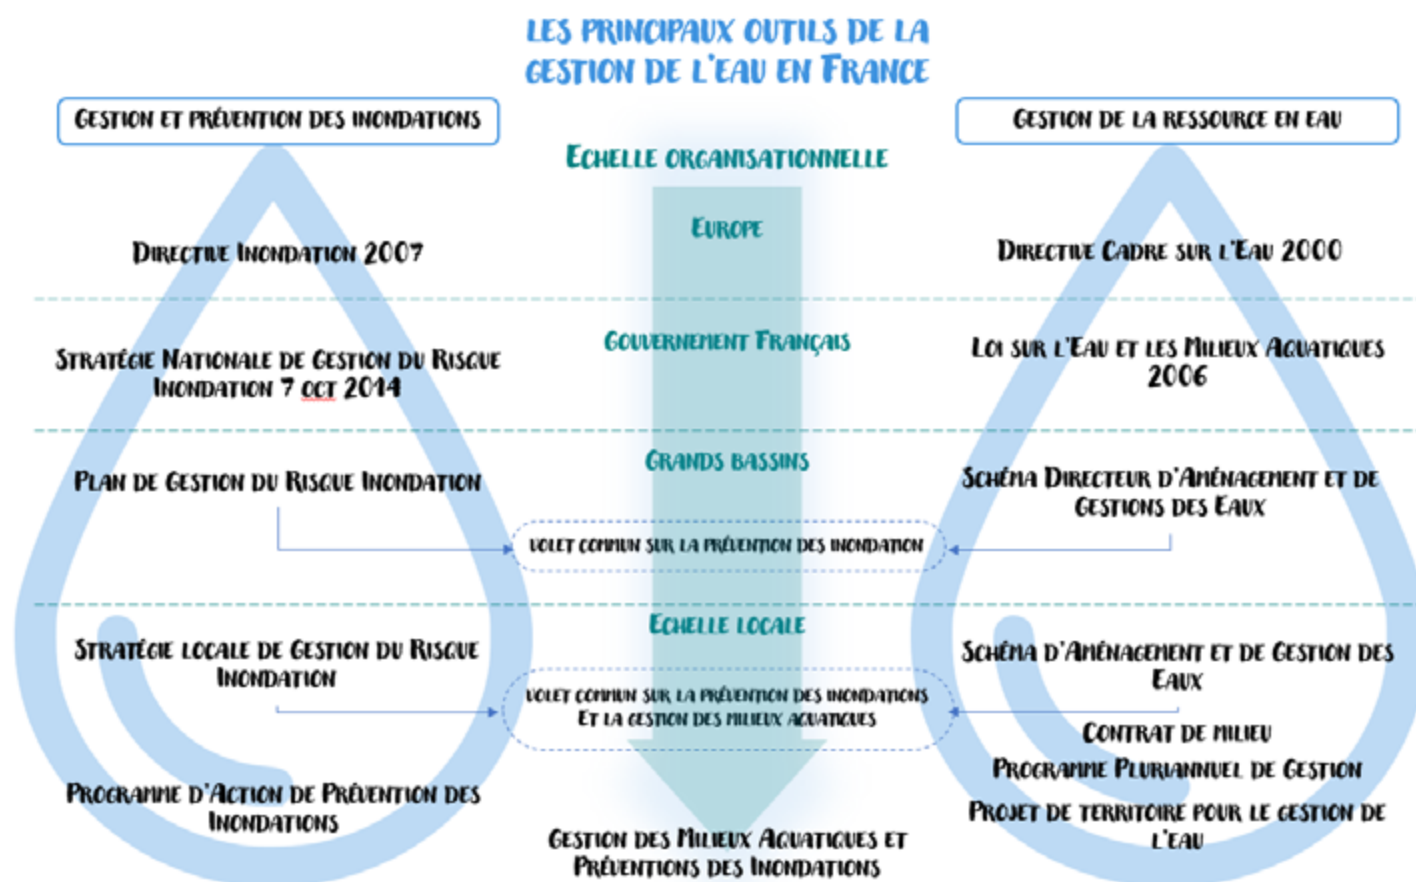 LES PRINCIPAUX OUTILS DE LA
GESTION DE L'EAU EN FRANCE
GESTION ET PRÉVENTION DES INONDATIONS
GESTION DE LA RESSOURCE EN EAU
ECHELLE ORGANISATIONNELLE
EUROPE
DIRECTIVE INONDATION 2007
DIRECTIVE CADRE SUR L'EAU 2000
GOUVERNEMENT FRANÇAIS
STRATÉGIE NATIONALE DE GESTION DU RISQUE
INONDATION 7 OCT 2014
LOI SUR L'EAU ET LES MILIEUX AQUATIQUES
2006
GRANDS BASSINS
PLAN DE GESTION DU RISQUE INONDATION
SCHÉMA DIRECTEUR D'AMÉNAGEMENT ET DE
GESTIONS DES EAUX
VOLET COMMUN SUR LA PRÉVENTION DES INONDATION
ECHELLE LOCALE
STRATÉGIE LOCALE DE GESTION DU RISQUE
INONDATION
SCHÉMA D'AMÉNAGEMENT ET DE GESTION DES
EAUX
VOLET COMMUN SUR LA PRÉVENTION DES INONDATIONS
ET LA GESTION DES MILIEUX AQUATIQUES
CONTRAT DE MILIEU
PROGRAMME PLURIANNUEL DE GESTION
PROGRAMME D'ACTION DE PRÉVENTION DES
INONDATIONS
PROJET DE TERRITOIRE POUR LE GESTION DE
L'EAU
GESTION DES MILIEUX AQUATIQUES ET
PRÉVENTIONS DES INONDATIONS